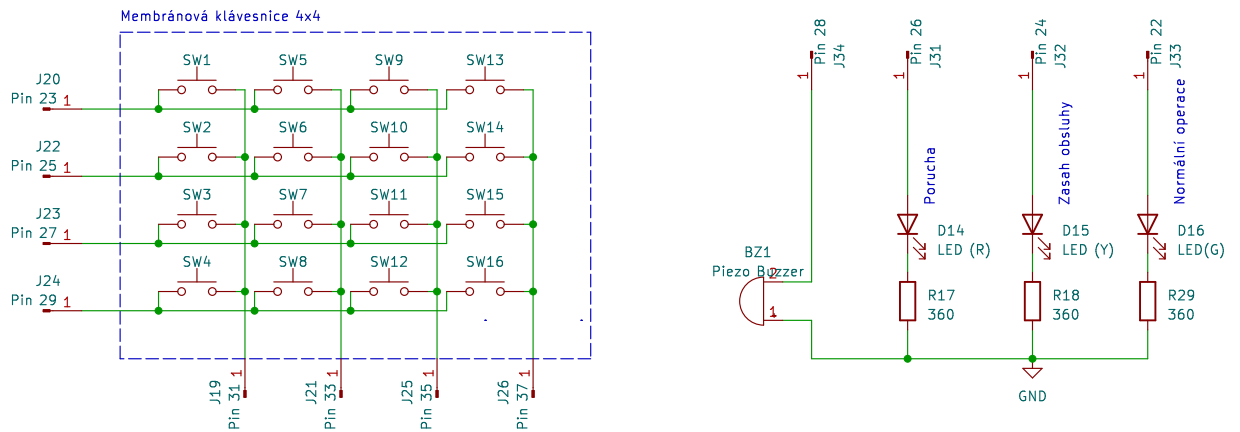 Membránová klávesnice 4x4
SW1
SW5
SW9
SW13
J20
Pin 23
1
SW2
SW6
SW10
SW14
J22
Pin 25
1
SW3
SW7
SW11
SW15
J23
Pin 27
1
SW4
SW8
SW12
SW16
J24
Pin 29
1
1
J19
Pin 31
1
J21
Pin 33
1
J25
Pin 35
1
J26
Pin 37
Pin 28
J34
1
Pin 26
J31
1
Pin 24
J32
1
Pin 22
J33
1
Porucha
Zasah obsluhy
Normální operace
D14
LED (R)
D15
LED (Y)
D16
LED(G)
BZ1
Piezo Buzzer
2
1
R17
360
R18
360
R29
360
GND